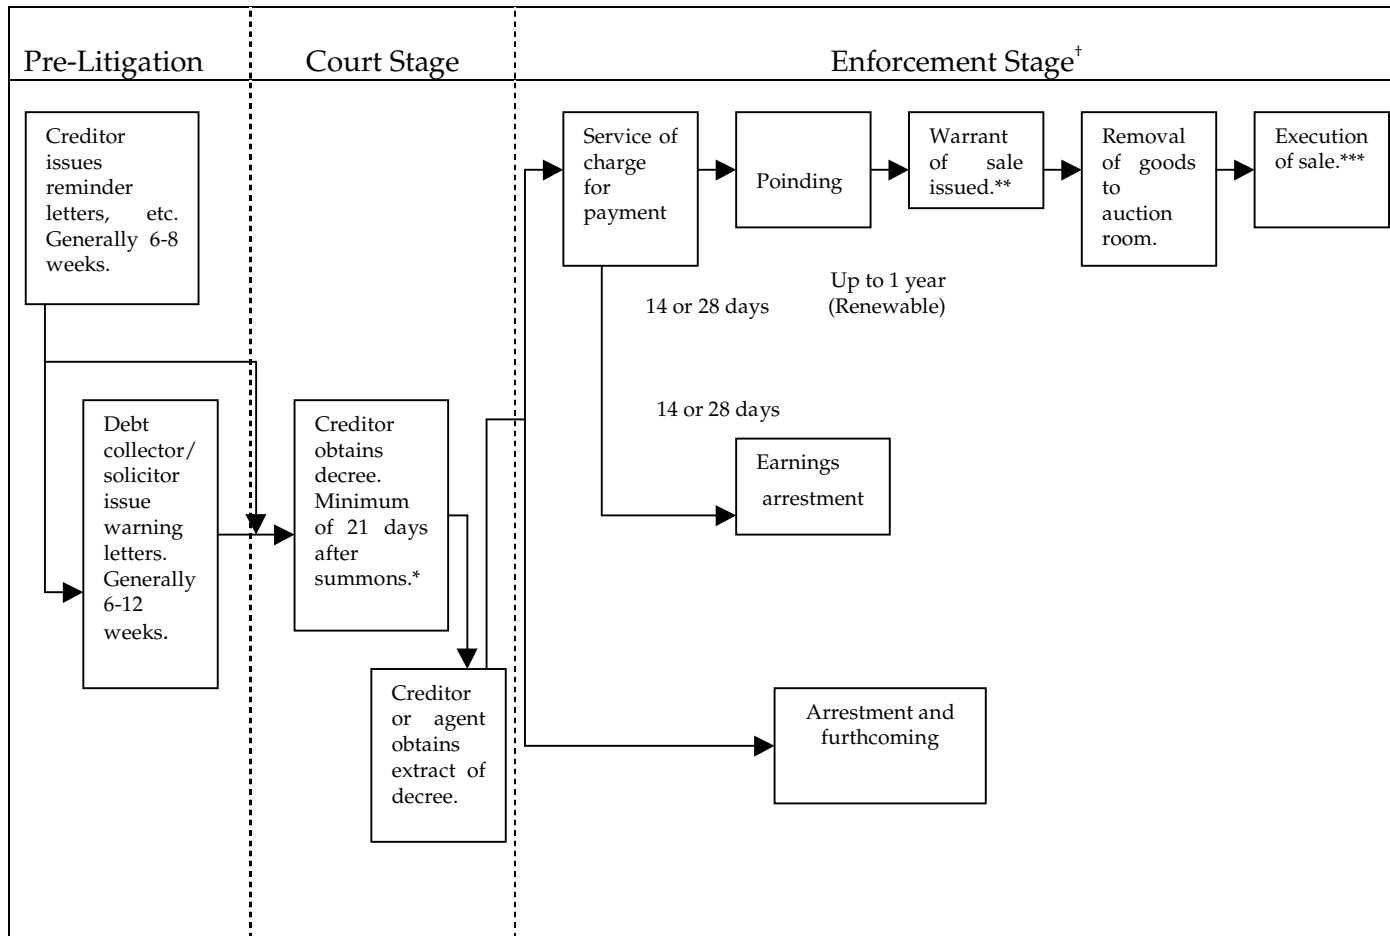 Pre-Litigation
Court Stage
Enforcement Stage†
Creditor
issues
reminder
letters, etc.
Generally 6-8
weeks.
Service of
charge
for
payment
Poinding
Warrant
of sale
issued.**
Removal
of goods
to
auction
room.
Execution
of sale.***
14 or 28 days
Up to 1 year
(Renewable)
Debt
collector/
solicitor
issue
warning
letters.
Generally
6-12
weeks.
Creditor
obtains
decree.
Minimum
of 21 days
after
summons.*
14 or 28 days
Earnings
arrestment
Creditor
or agent
obtains
extract of
decree.
Arrestment and
furthcoming